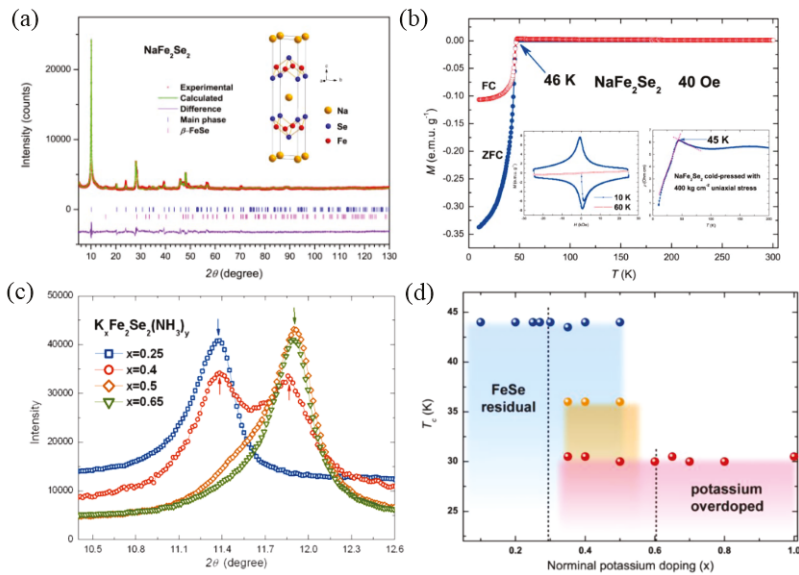 (a)
NaFe2Se2
Experimental
Calculated
Difference
Main phase
β-FeSe
Na
Se
Fe
Intensity (counts)
20000
10000
0
10 20 30 40 50 60 70 80 90 100 110 120 130
2θ (degree)
(b)
0.00
-0.05
-0.10
-0.15
-0.20
-0.25
-0.30
-0.35
M (e.m.u. g-1)
46 K NaFe2Se2 40 Oe
FC
ZFC
10 K
60 K
H (kOe)
45 K
NaFe2Se2 cold-pressed with
400 kg cm-2 uniaxial stress
T (K)
0 50 100 150 200 250 300
T (K)
(c)
KxFe2Se2(NH3)y
x=0.25
x=0.4
x=0.5
x=0.65
Intensity
50000
40000
30000
20000
10000
0
10.5 10.8 11.1 11.4 11.7 12.0 12.3 12.6
2θ (degree)
(d)
45
40
35
30
25
Tc (K)
FeSe
residual
potassium
overdoped
0.2 0.4 0.6 0.8 1.0
Norminal potassium doping (x)